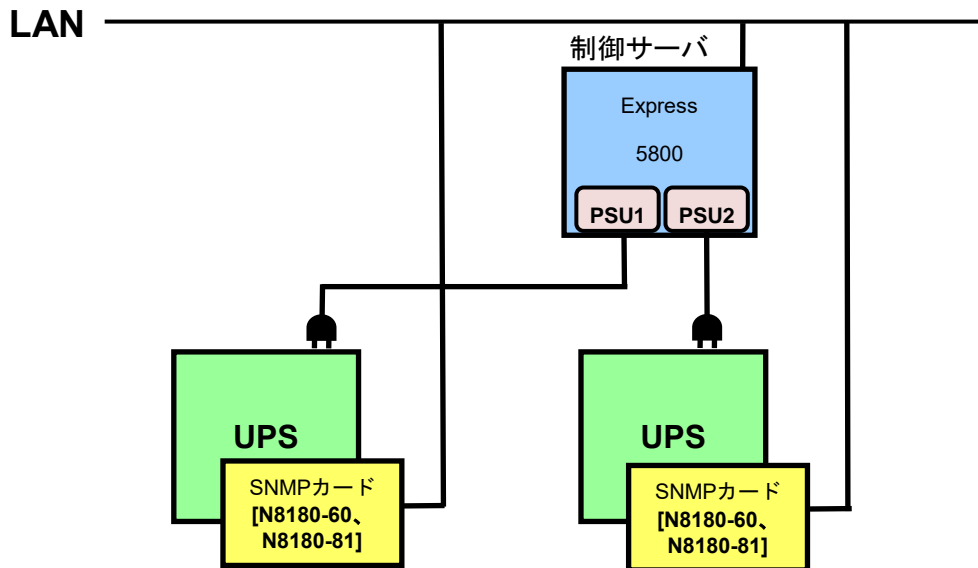 LAN
制御サーバ
Express
5800
PSU1
PSU2
UPS
SNMPカード
[N8180-60、
N8180-81]
UPS
SNMPカード
[N8180-60、
N8180-81]